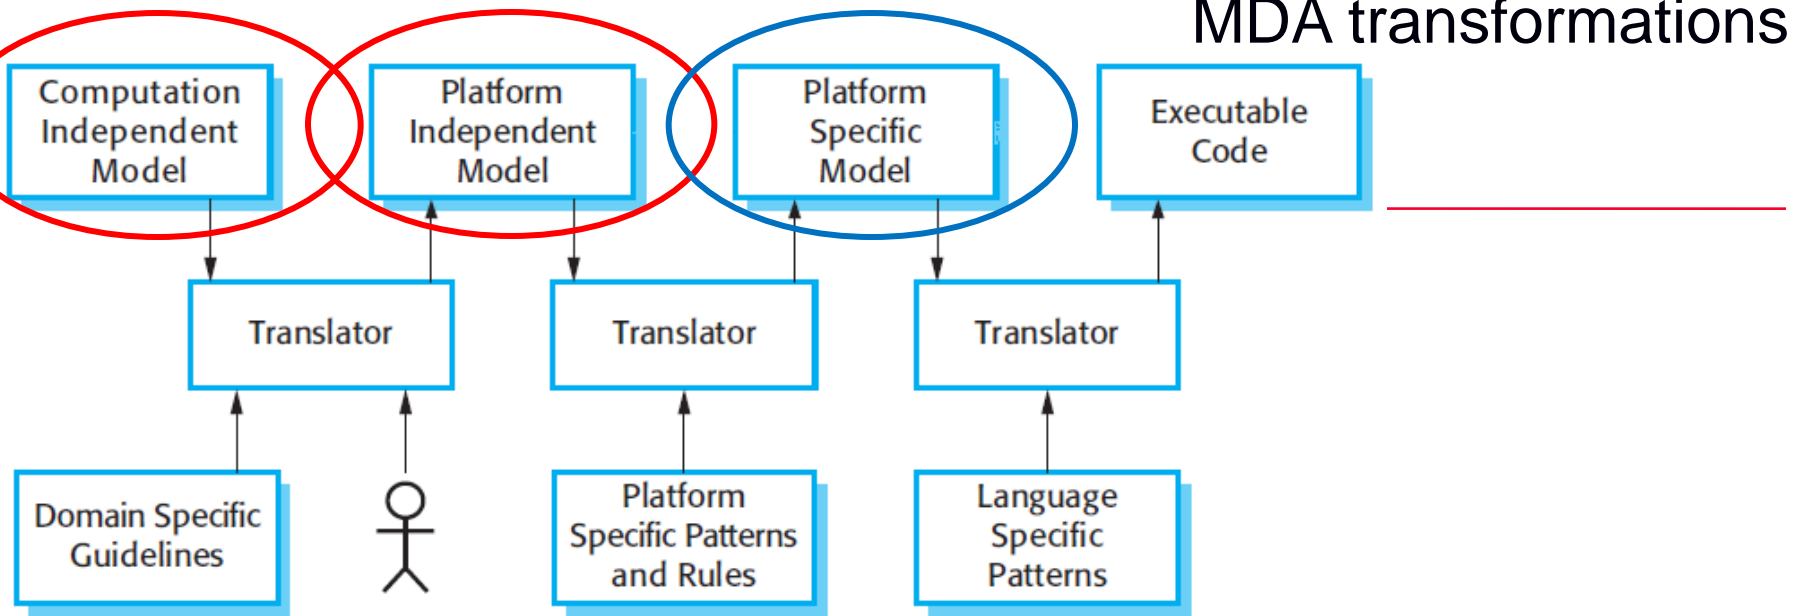 MDA transformations
Computation
Independent
Model
Platform
Independent
Model
Platform
Specific
Model
Executable
Code
Translator
Translator
Translator
Domain Specific
Guidelines
Platform
Specific Patterns
and Rules
Language
Specific
Patterns